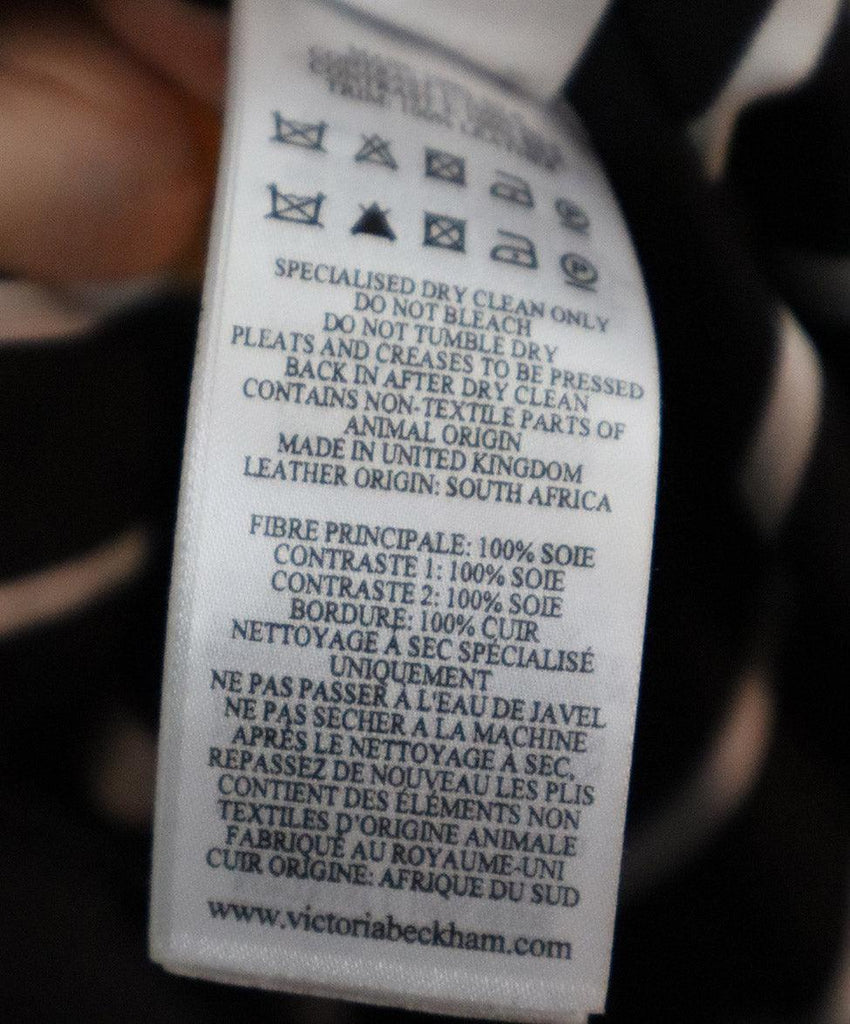 SPECIALISED DRY CLEAN ONLY
DO NOT BLEACH
DO NOT TUMBLE DRY
PLEATS AND CREASES TO BE PRESSED
BACK IN AFTER DRY CLEAN
CONTAINS NON-TEXTILE PARTS OF
ANIMAL ORIGIN
MADE IN UNITED KINGDOM
LEATHER ORIGIN: SOUTH AFRICA
FIBRE PRINCIPALE: 100% SOIE
CONTRASTE 1: 100% SOIE
CONTRASTE 2: 100% SOIE
BORDURE: 100% CUIR
NETTOYAGE À SEC SPÉCIALISÉ
UNIQUEMENT
NE PAS PASSER A L'EAU DE JAVEL
NE PAS SECHER A LA MACHINE
APRÈS LE NETTOYAGE À SEC,
REPASSEZ DE NOUVEAU LES PLIS
CONTIENT DES ÉLÉMENTS NON
TEXTILES D'ORIGINE ANIMALE
FABRIQUÉ AU ROYAUME-UNI
CUIR ORIGINE: AFRIQUE DU SUD
www.victoriabeckham.com